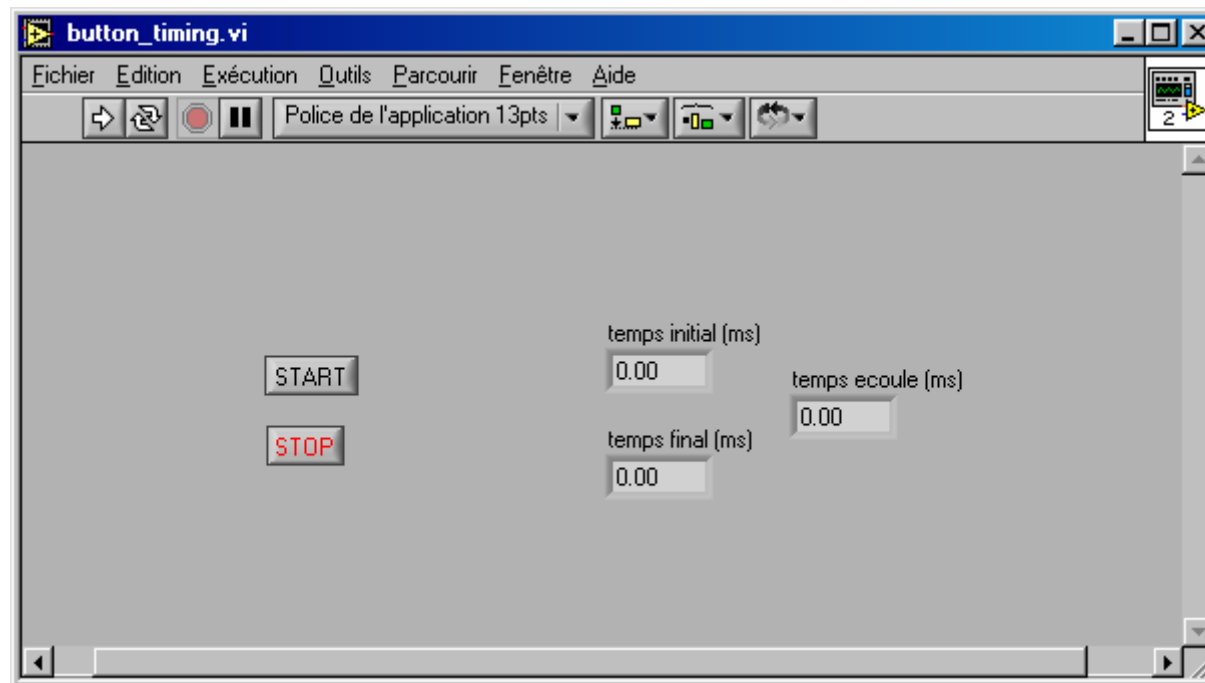 button_timing.vi
Fichier Edition Exécution Outils Parcourir Fenêtre Aide
Police de l'application 13pts
2
temps initial (ms)
START
0.00
temps ecoule (ms)
0.00
STOP
temps final (ms)
0.00